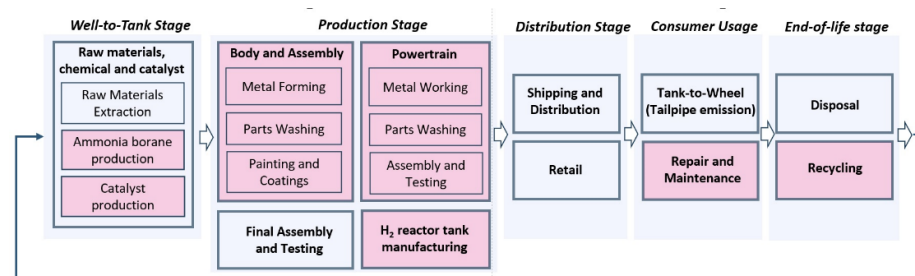 Well-to-Tank Stage
Raw materials,
chemical and catalyst
Raw Materials
Extraction
Ammonia borane
production
Catalyst
production
Production Stage
Body and Assembly
Metal Forming
Parts Washing
Painting and
Coatings
Final Assembly
and Testing
Powertrain
Metal Working
Parts Washing
Assembly and
Testing
H₂ reactor tank
manufacturing
Distribution Stage
Shipping and
Distribution
Retail
Consumer Usage
Tank-to-Wheel
(Tailpipe emission)
Repair and
Maintenance
End-of-life stage
Disposal
Recycling